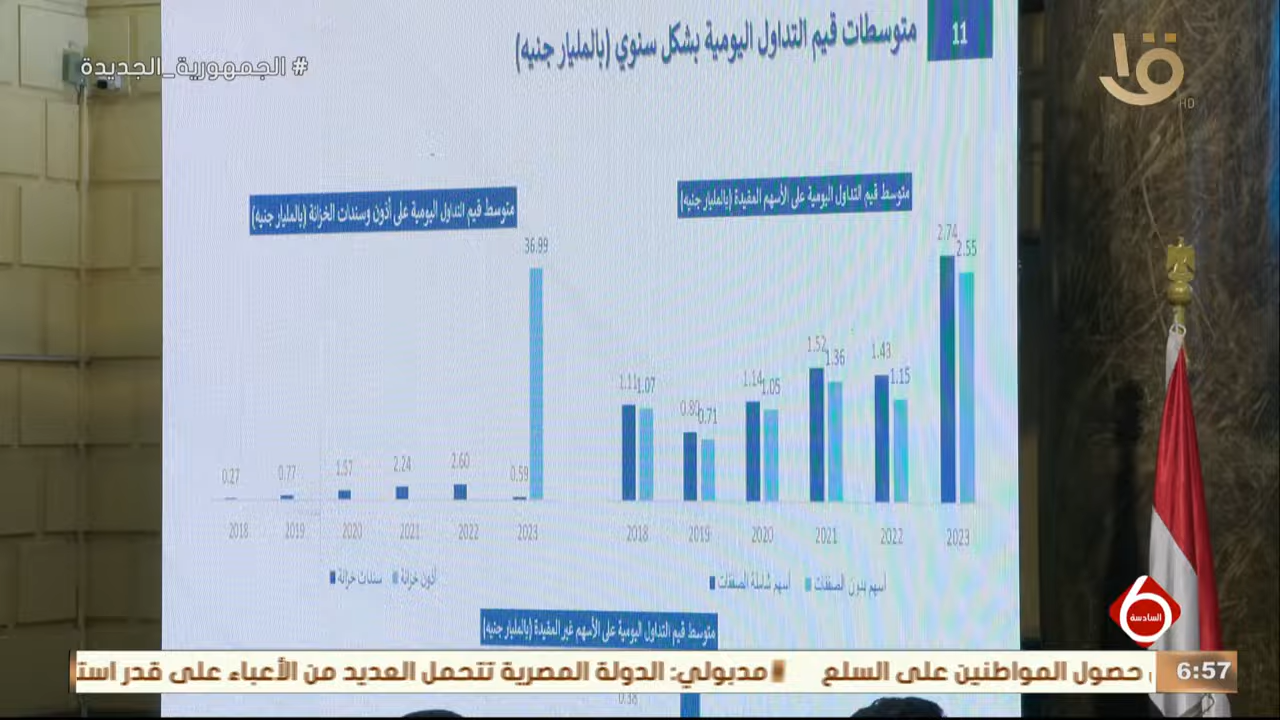 # الجمهورية_الجديدة
HD
11
متوسطات قيم التداول اليومية بشكل سنوي (بالمليار جنيه)
متوسط قيم التداول اليومية على الأسهم المقيدة (بالمليار جنيه)
2.74 2.55
1.52 1.36
1.43 1.15
1.14 1.05
1.11 1.07
0.80 0.71
2018 2019 2020 2021 2022 2023
أسهم شاملة الصفقات أسهم بدون الصفقات
متوسط قيم التداول اليومية على أذون وسندات الخزانة (بالمليار جنيه)
36.99
0.27 0.77 1.57 2.24 2.60 0.59
2018 2019 2020 2021 2022 2023
سندات خزانة أذون خزانة
متوسط قيم التداول اليومية على الأسهم غير المقيدة (بالمليار جنيه)
0.38
السادسة
6:57
حصول المواطنين على السلع
مدبولي: الدولة المصرية تتحمل العديد من الأعباء على قدر است